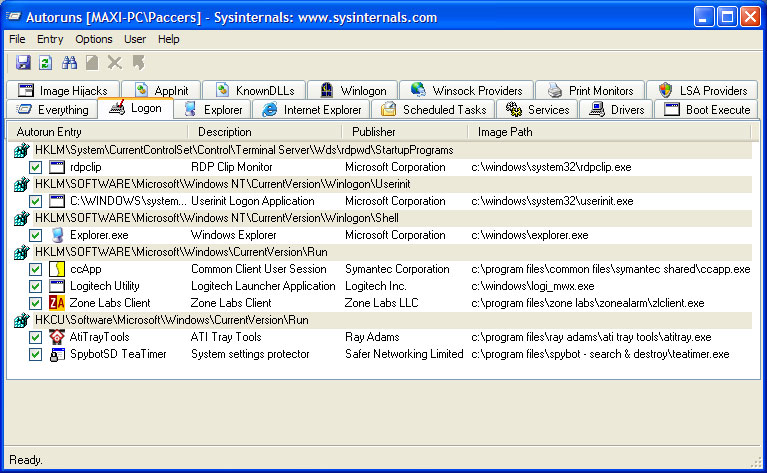 Autoruns [MAXI-PC\Paccers] - Sysinternals: www.sysinternals.com
File Entry Options User Help
Image Hijacks AppInit KnownDLLs Winlogon Winsock Providers Print Monitors LSA Providers
Everything Logon Explorer Internet Explorer Scheduled Tasks Services Drivers Boot Execute
Autorun Entry Description Publisher Image Path
HKLM\System\CurrentControlSet\Control\Terminal Server\Wds\rdpwd\StartupPrograms
rdpclip RDP Clip Monitor Microsoft Corporation c:\windows\system32\rdpclip.exe
HKLM\SOFTWARE\Microsoft\Windows NT\CurrentVersion\Winlogon\Userinit
C:\WINDOWS\system... Userinit Logon Application Microsoft Corporation c:\windows\system32\userinit.exe
HKLM\SOFTWARE\Microsoft\Windows NT\CurrentVersion\Winlogon\Shell
Explorer.exe Windows Explorer Microsoft Corporation c:\windows\explorer.exe
HKLM\SOFTWARE\Microsoft\Windows\CurrentVersion\Run
ccApp Common Client User Session Symantec Corporation c:\program files\common files\symantec shared\ccapp.exe
Logitech Utility Logitech Launcher Application Logitech Inc. c:\windows\logi_mwx.exe
ZA Zone Labs Client Zone Labs Client Zone Labs LLC c:\program files\zone labs\zonealarm\zlclient.exe
HKCU\Software\Microsoft\Windows\CurrentVersion\Run
AtiTrayTools ATI Tray Tools Ray Adams c:\program files\ray adams\ati tray tools\atitray.exe
SpybotSD TeaTimer System settings protector Safer Networking Limited c:\program files\spybot - search & destroy\teatimer.exe
Ready.